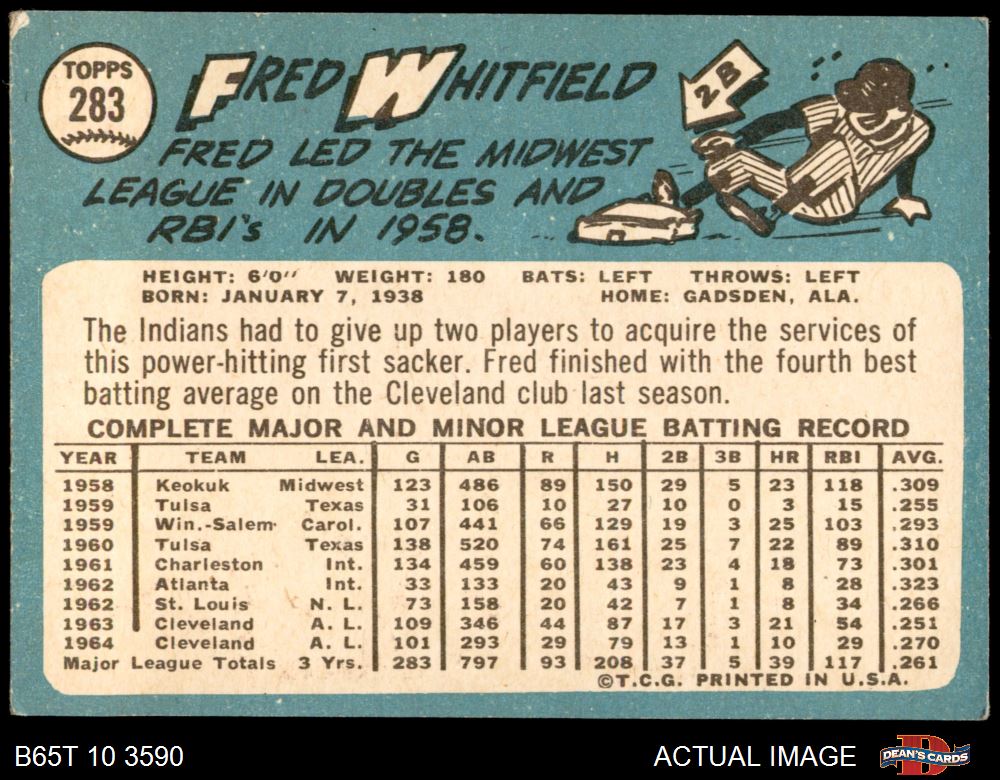 TOPPS
283
FRED WHITFIELD
2B
FRED LED THE MIDWEST
LEAGUE IN DOUBLES AND
RBI's IN 1958.
HEIGHT: 6'0" WEIGHT: 180 BATS: LEFT THROWS: LEFT
BORN: JANUARY 7, 1938 HOME: GADSDEN, ALA.
The Indians had to give up two players to acquire the services of
this power-hitting first sacker. Fred finished with the fourth best
batting average on the Cleveland club last season.
COMPLETE MAJOR AND MINOR LEAGUE BATTING RECORD
YEAR TEAM LEA. G AB R H 2B 3B HR RBI AVG.
1958 Keokuk Midwest 123 486 89 150 29 5 23 118 .309
1959 Tulsa Texas 31 106 10 27 10 0 3 15 .255
1959 Win.-Salem Carol. 107 441 66 129 19 3 25 103 .293
1960 Tulsa Texas 138 520 74 161 25 7 22 89 .310
1961 Charleston Int. 134 459 60 138 23 4 18 73 .301
1962 Atlanta Int. 33 133 20 43 9 1 8 28 .323
1962 St. Louis N. L. 73 158 20 42 7 1 8 34 .266
1963 Cleveland A. L. 109 346 44 87 17 3 21 54 .251
1964 Cleveland A. L. 101 293 29 79 13 1 10 29 .270
Major League Totals 3 Yrs. 283 797 93 208 37 5 39 117 .261
©T.C.G. PRINTED IN U.S.A.
B65T 10 3590 ACTUAL IMAGE DEAN'S CARDS